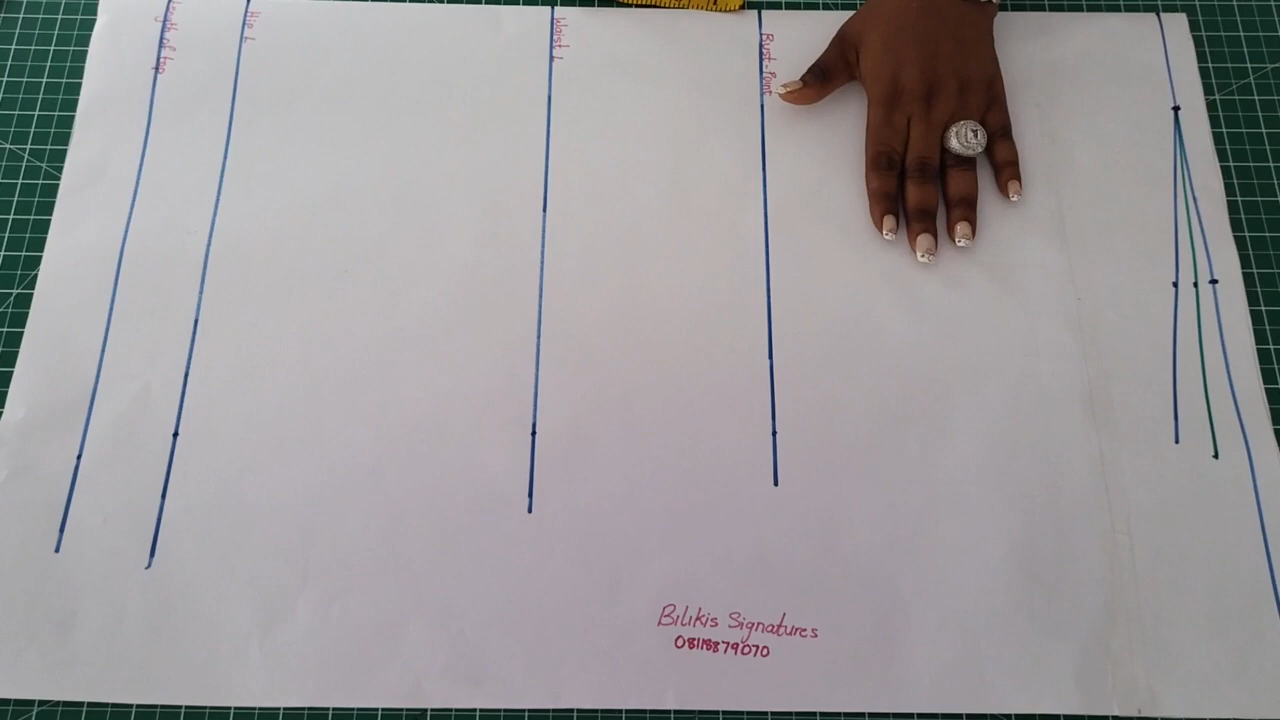 Length of top
Hip L
Waist L
Bust-Point
Bilikis Signatures
08118879070